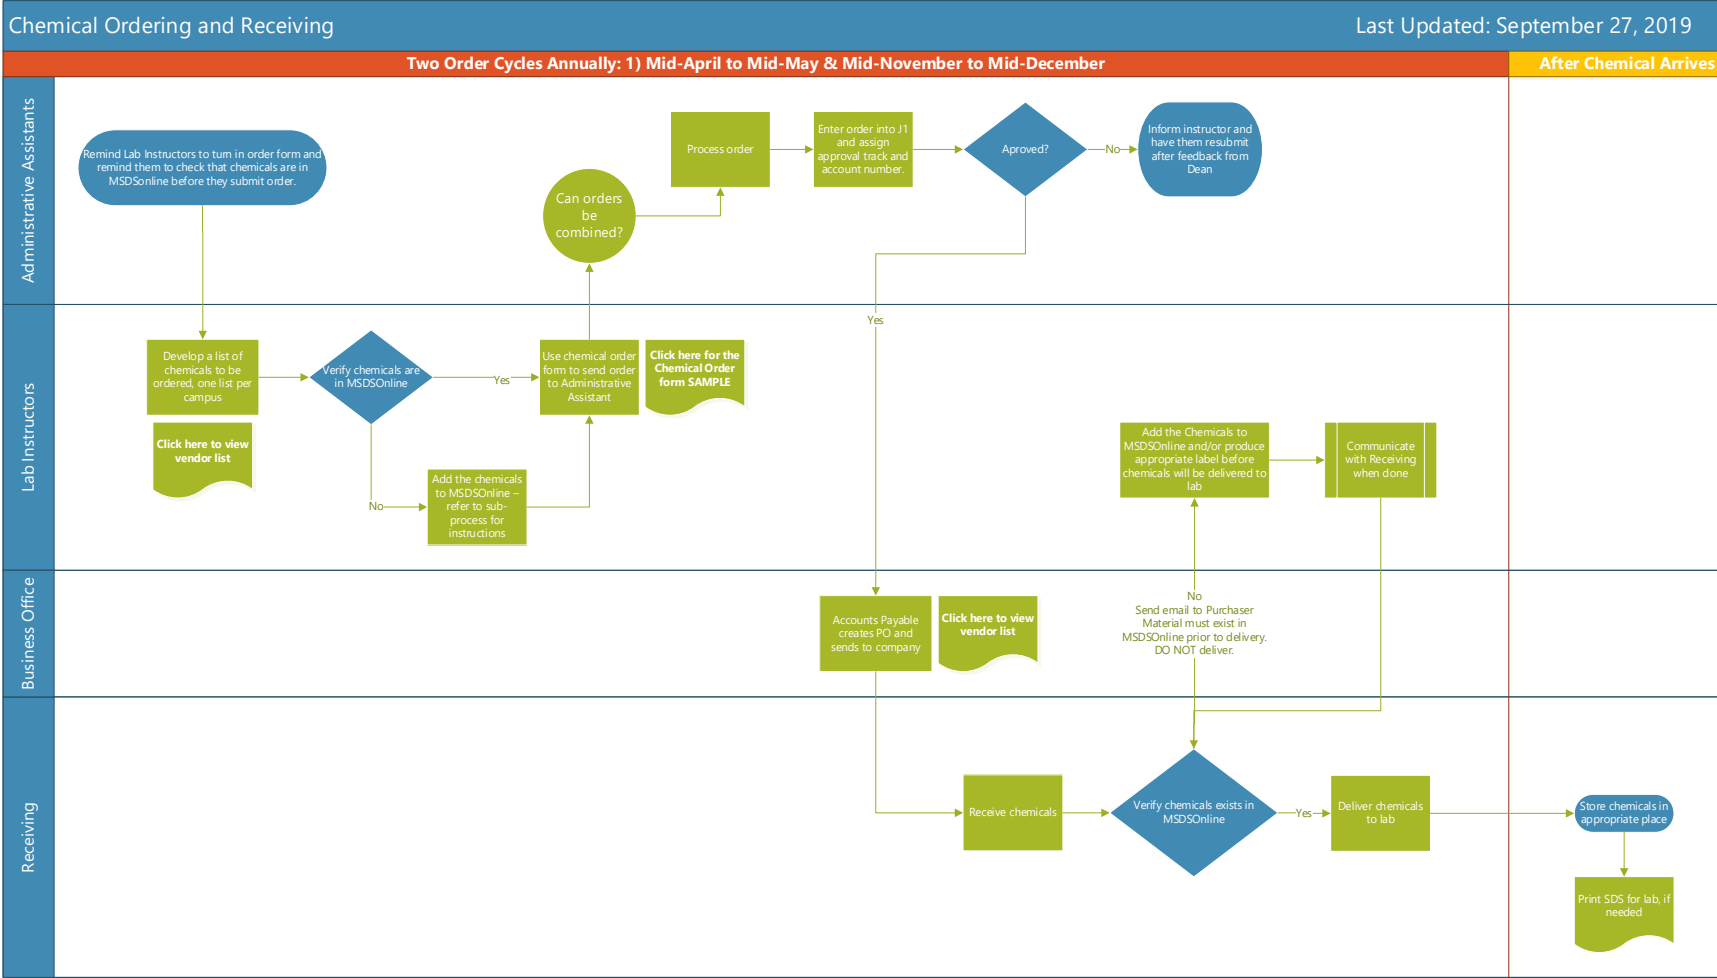 Chemical Ordering and Receiving
Last Updated: September 27, 2019
Two Order Cycles Annually: 1) Mid-April to Mid-May & Mid-November to Mid-December
After Chemical Arrives
Administrative Assistants
Remind Lab Instructors to turn in order form and
remind them to check that chemicals are in
MSDSonline before they submit order.
Can orders
be
combined?
Process order
Enter order into J1
and assign
approval track and
account number.
Aproved?
No
Inform instructor and
have them resubmit
after feedback from
Dean
Yes
Lab Instructors
Develop a list of
chemicals to be
ordered, one list per
campus
Click here to view
vendor list
Verify chemicals are
in MSDSOnline
Yes
No
Add the chemicals
to MSDSOnline –
refer to sub-
process for
instructions
Use chemical order
form to send order
to Administrative
Assistant
Click here for the
Chemical Order
form SAMPLE
Add the Chemicals to
MSDSOnline and/or produce
appropriate label before
chemicals will be delivered to
lab
Communicate
with Receiving
when done
Business Office
Accounts Payable
creates PO and
sends to company
Click here to view
vendor list
No
Send email to Purchaser
Material must exist in
MSDSOnline prior to delivery.
DO NOT deliver.
Receiving
Receive chemicals
Verify chemicals exists in
MSDSOnline
Yes
Deliver chemicals
to lab
Store chemicals in
appropriate place
Print SDS for lab, if
needed